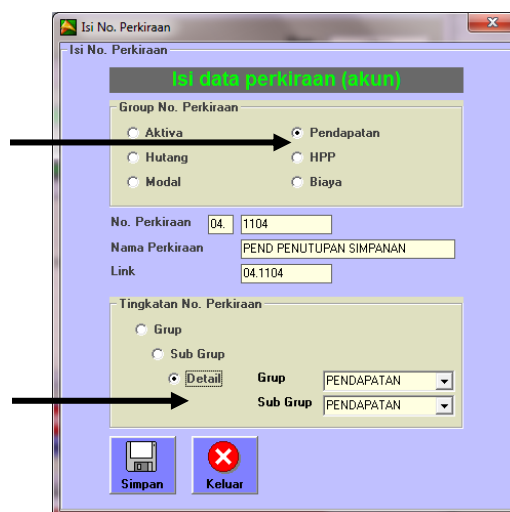 Isi No. Perkiraan
Isi No. Perkiraan
Isi data perkiraan (akun)
Group No. Perkiraan
Aktiva Pendapatan
Hutang HPP
Modal Biaya
No. Perkiraan 04. 1104
Nama Perkiraan PEND PENUTUPAN SIMPANAN
Link 04.1104
Tingkatan No. Perkiraan
Grup
Sub Grup
Detail Grup PENDAPATAN
Sub Grup PENDAPATAN
Simpan Keluar